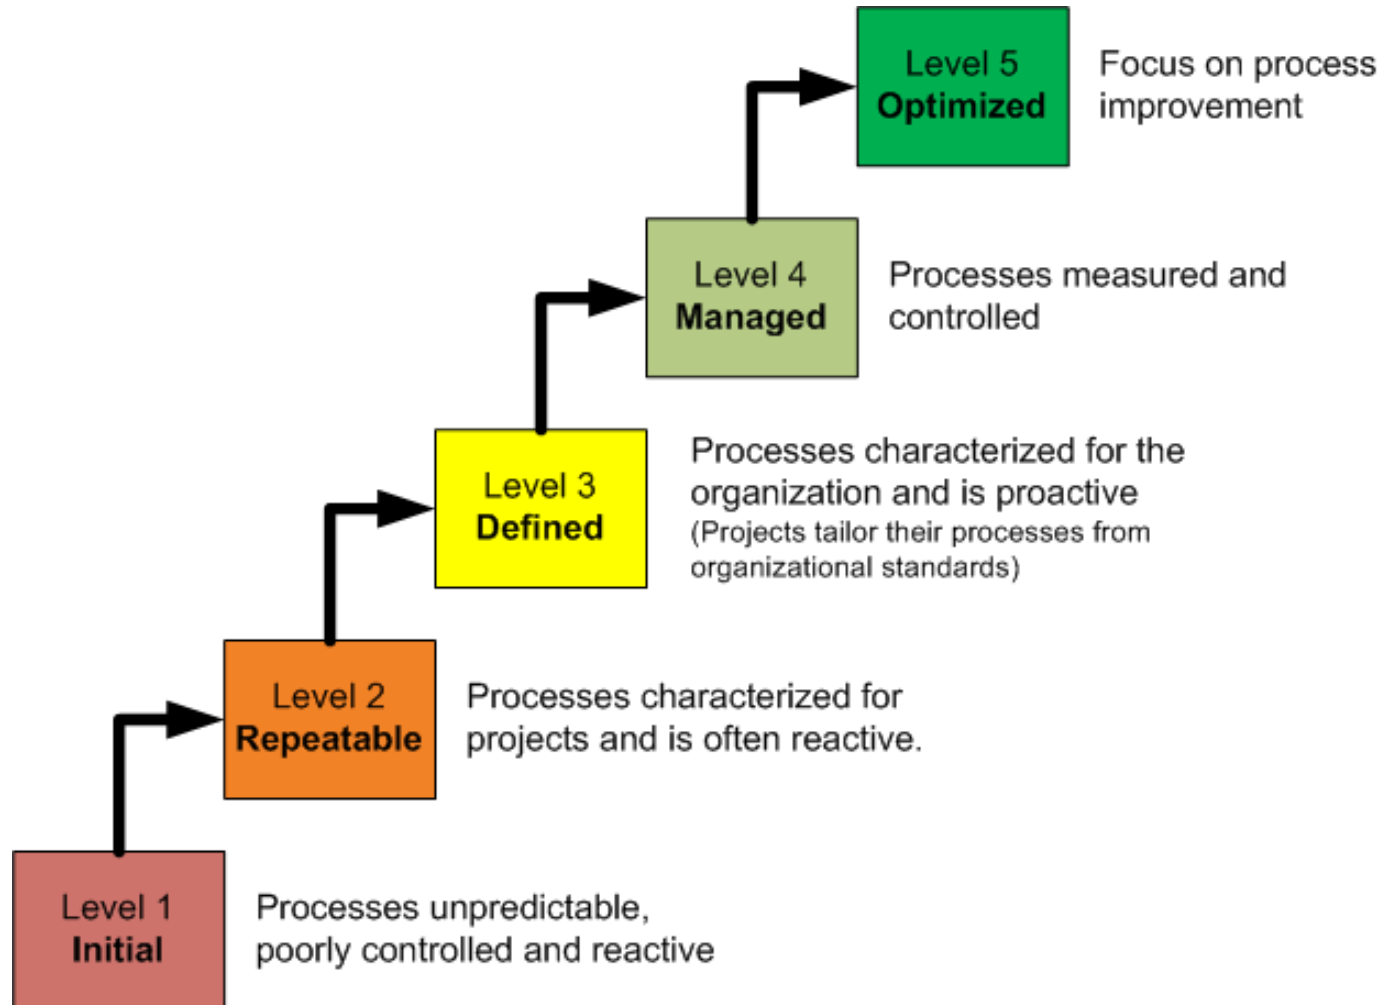 Level 5
Optimized
Focus on process
improvement
Level 4
Managed
Processes measured and
controlled
Level 3
Defined
Processes characterized for the
organization and is proactive
(Projects tailor their processes from
organizational standards)
Level 2
Repeatable
Processes characterized for
projects and is often reactive.
Level 1
Initial
Processes unpredictable,
poorly controlled and reactive